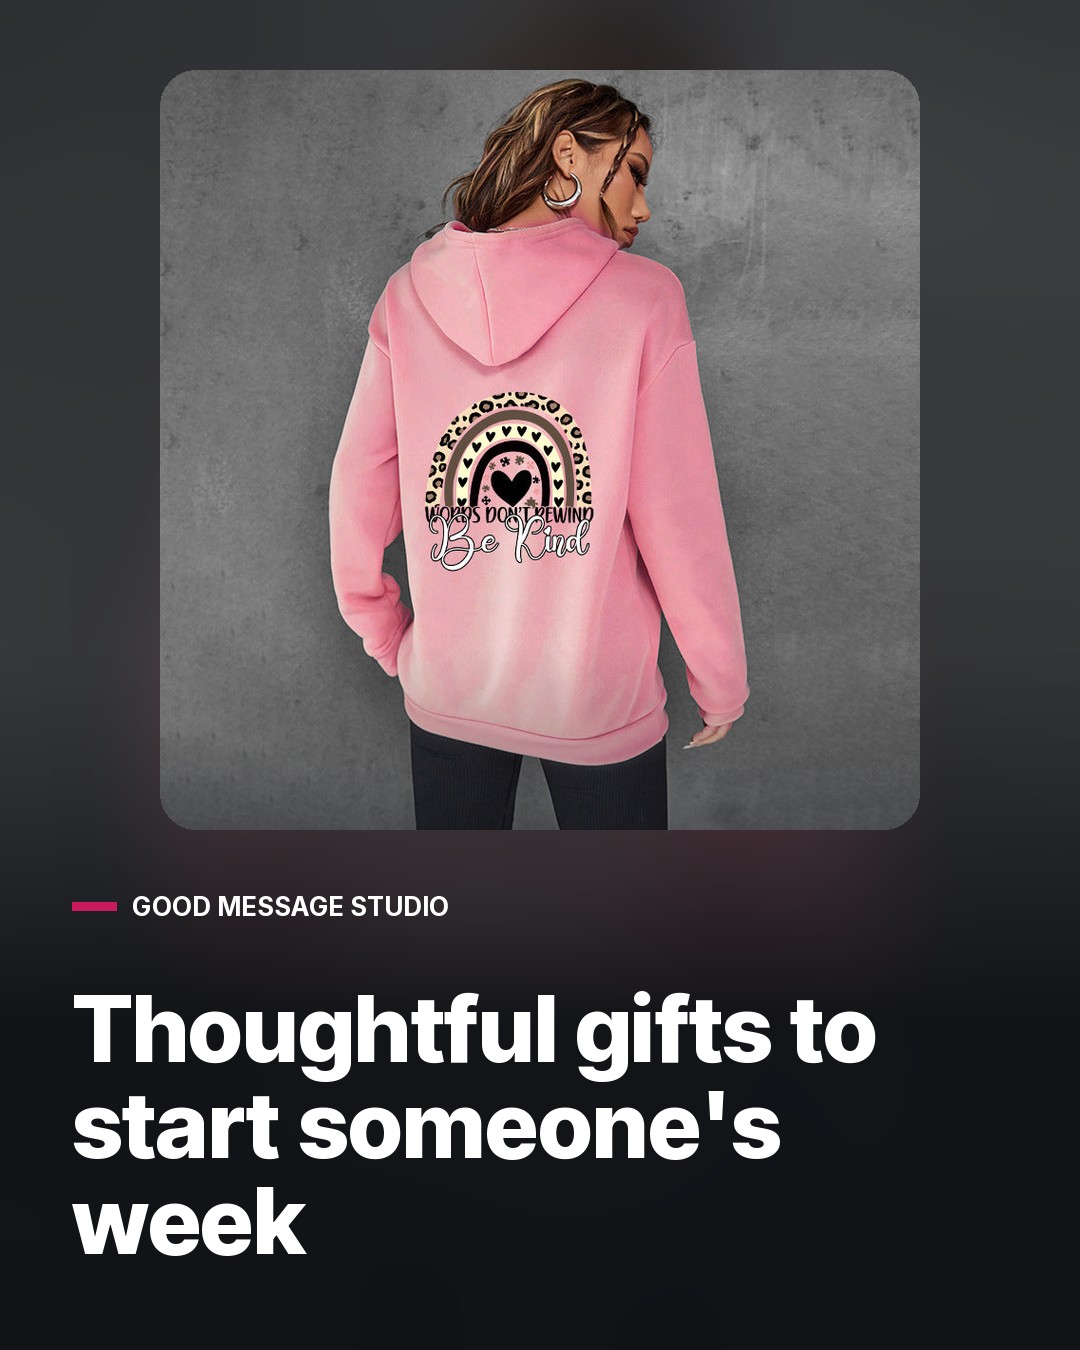 WORDS DON'T REWIND
Be Kind
GOOD MESSAGE STUDIO
Thoughtful gifts to
start someone's
week